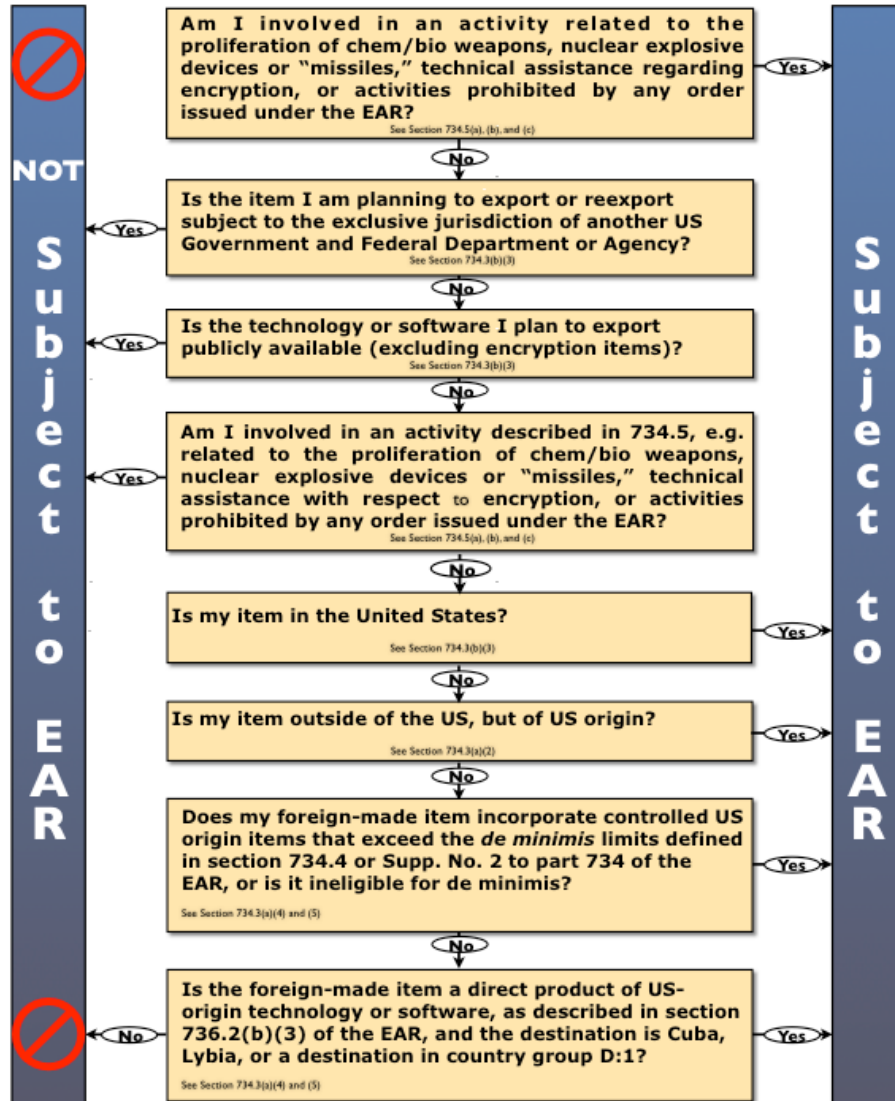 Am I involved in an activity related to the
proliferation of chem/bio weapons, nuclear explosive
devices or “missiles,” technical assistance regarding
encryption, or activities prohibited by any order
issued under the EAR?
See Section 734.5(a), (b), and (c)
Yes
No
NOT
Subject to EAR
Subject to EAR
Is the item I am planning to export or reexport
subject to the exclusive jurisdiction of another US
Government and Federal Department or Agency?
See Section 734.3(b)(3)
Yes
No
Is the technology or software I plan to export
publicly available (excluding encryption items)?
See Section 734.3(b)(3)
Yes
No
Am I involved in an activity described in 734.5, e.g.
related to the proliferation of chem/bio weapons,
nuclear explosive devices or “missiles,” technical
assistance with respect to encryption, or activities
prohibited by any order issued under the EAR?
See Section 734.5(a), (b), and (c)
Yes
No
Is my item in the United States?
See Section 734.3(b)(3)
Yes
No
Is my item outside of the US, but of US origin?
See Section 734.3(a)(2)
Yes
No
Does my foreign-made item incorporate controlled US
origin items that exceed the de minimis limits defined
in section 734.4 or Supp. No. 2 to part 734 of the
EAR, or is it ineligible for de minimis?
See Section 734.3(a)(4) and (5)
Yes
No
Is the foreign-made item a direct product of US-
origin technology or software, as described in section
736.2(b)(3) of the EAR, and the destination is Cuba,
Lybia, or a destination in country group D:1?
See Section 734.3(a)(4) and (5)
No
Yes